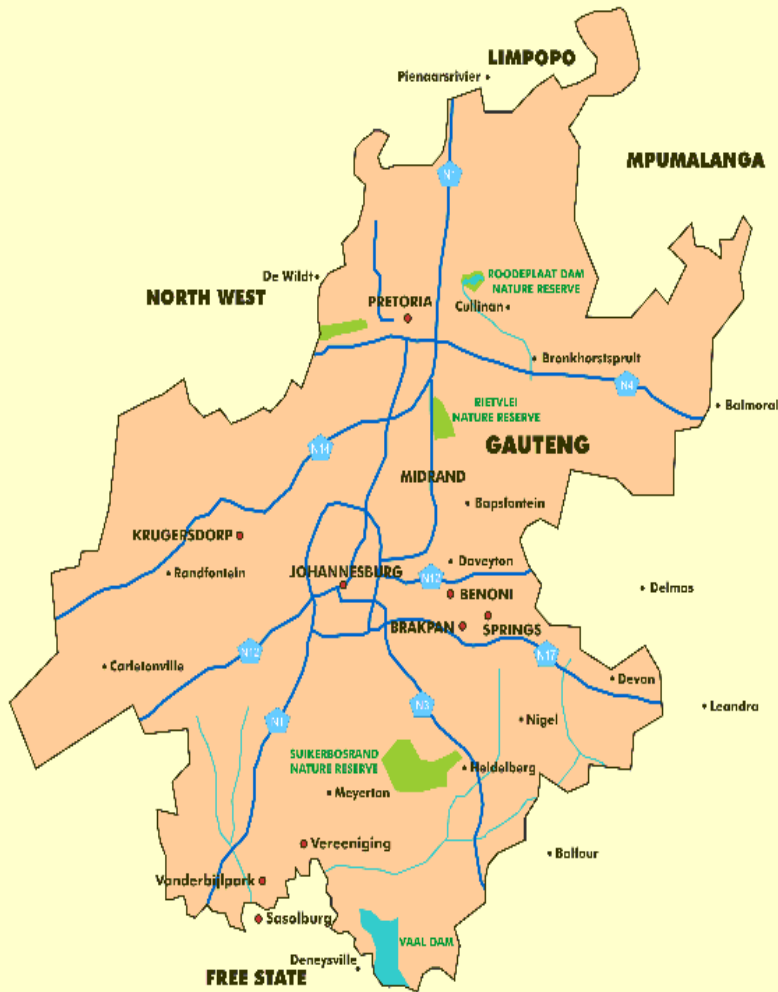 LIMPOPO
Pienaarsrivier
MPUMALANGA
N1
De Wildt
ROODEPLAAT DAM
NATURE RESERVE
NORTH WEST
PRETORIA
Cullinan
Bronkhorstspruit
N4
Balmoral
RIETVLEI
NATURE RESERVE
GAUTENG
N14
MIDRAND
Bapsfontein
KRUGERSDORP
Daveyton
Randfontein
JOHANNESBURG
N12
BENONI
Delmas
BRAKPAN
SPRINGS
N12
N17
Carletonville
Devon
N3
Leandra
N1
Nigel
SUIKERBOSRAND
NATURE RESERVE
Heidelberg
Meyerton
Vereeniging
Balfour
Vanderbijlpark
Sasolburg
VAAL DAM
Deneysville
FREE STATE